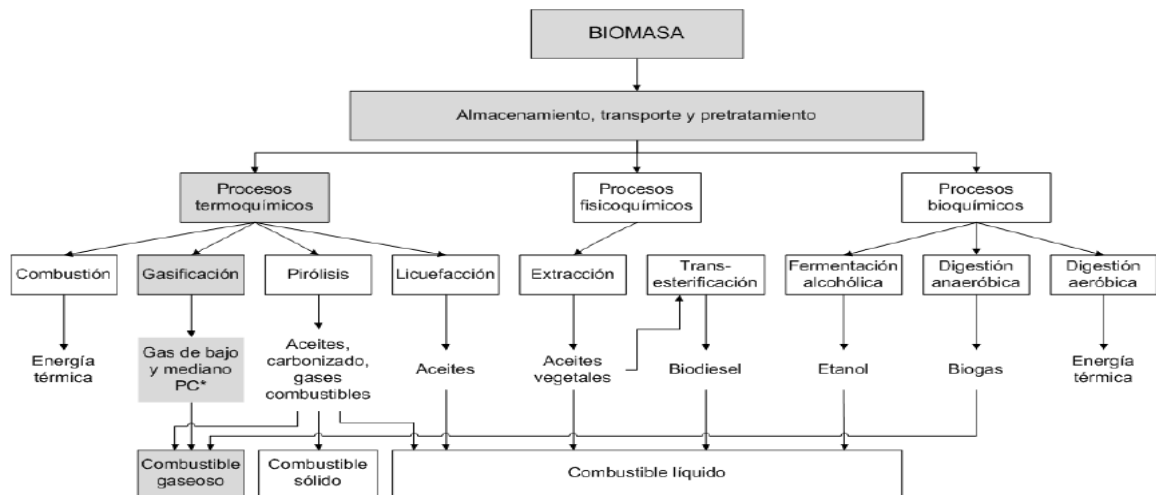 BIOMASA
Almacenamiento, transporte y pretratamiento
Procesos
termoquímicos
Procesos
fisicoquímicos
Procesos
bioquímicos
Combustión
Gasificación
Pirólisis
Licuefacción
Extracción
Trans-
esterificación
Fermentación
alcohólica
Digestión
anaeróbica
Digestión
aeróbica
Energía
térmica
Gas de bajo
y mediano
PC*
Aceites,
carbonizado,
gases
combustibles
Aceites
Aceites
vegetales
Biodiesel
Etanol
Biogas
Energía
térmica
Combustible
gaseoso
Combustible
sólido
Combustible líquido